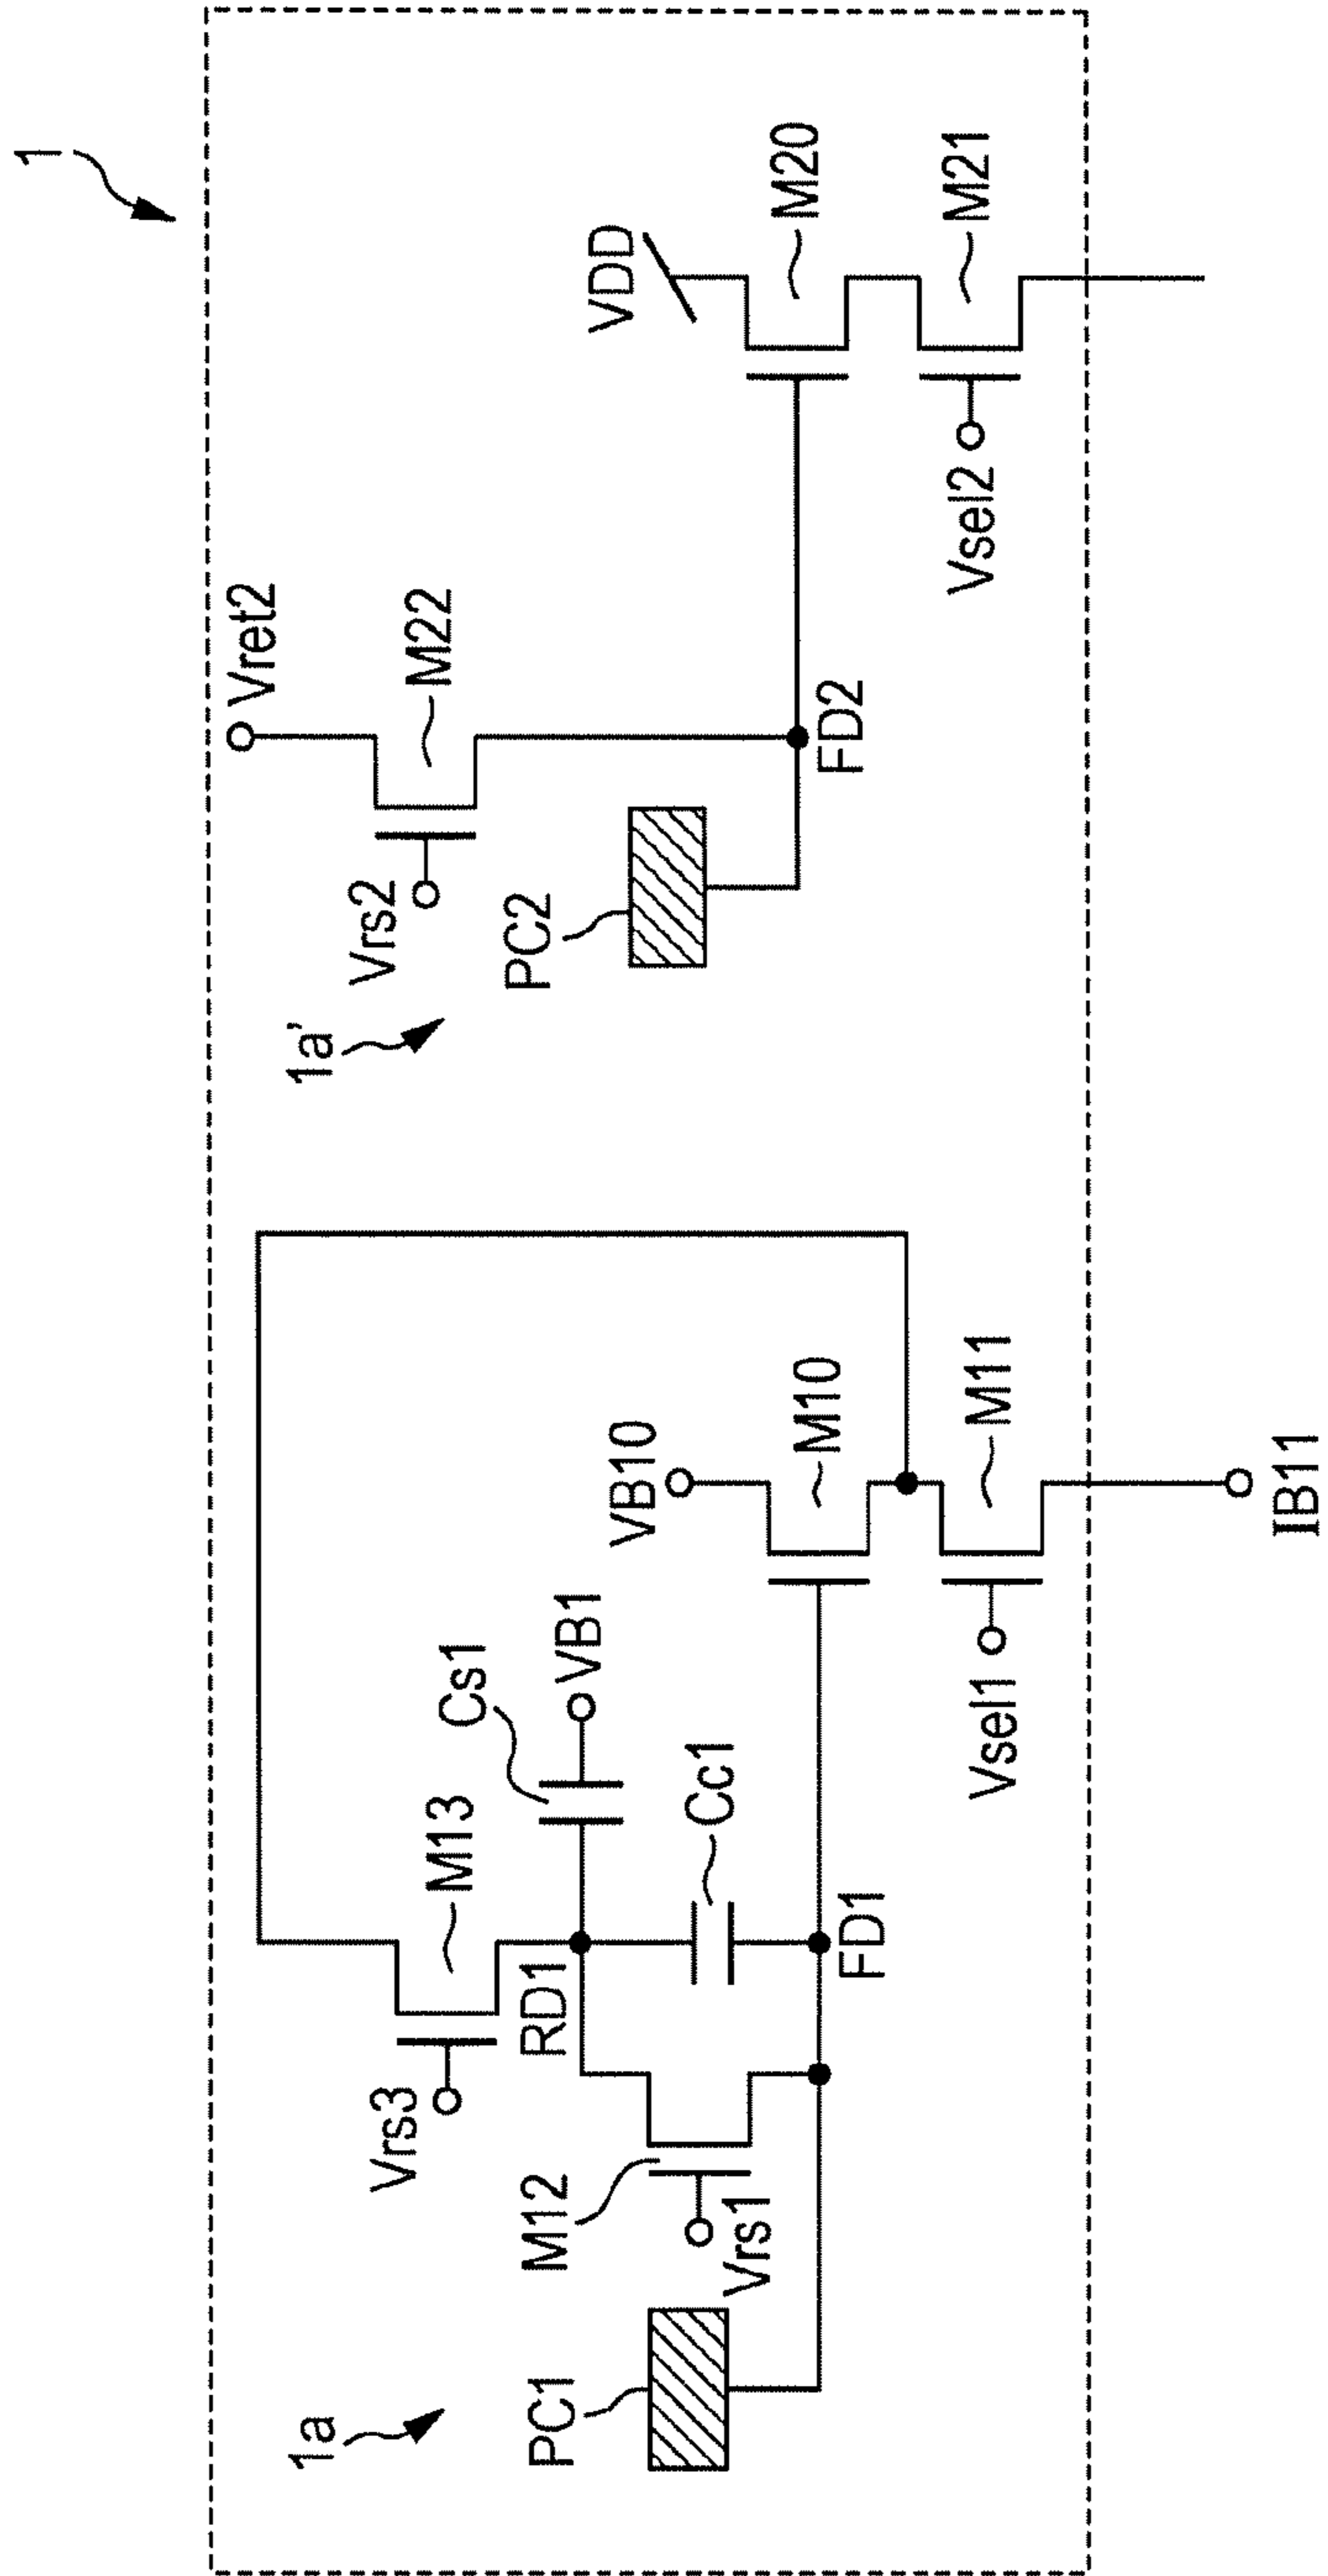 1
1a
PC1
M12
Vrs1
Vrs3
M13
RD1
Cs1
VB1
Cc1
FD1
VB10
M10
M11
Vsel1
IB11
1a'
Vrs2
Vret2
M22
PC2
FD2
VDD
M20
M21
Vsel2